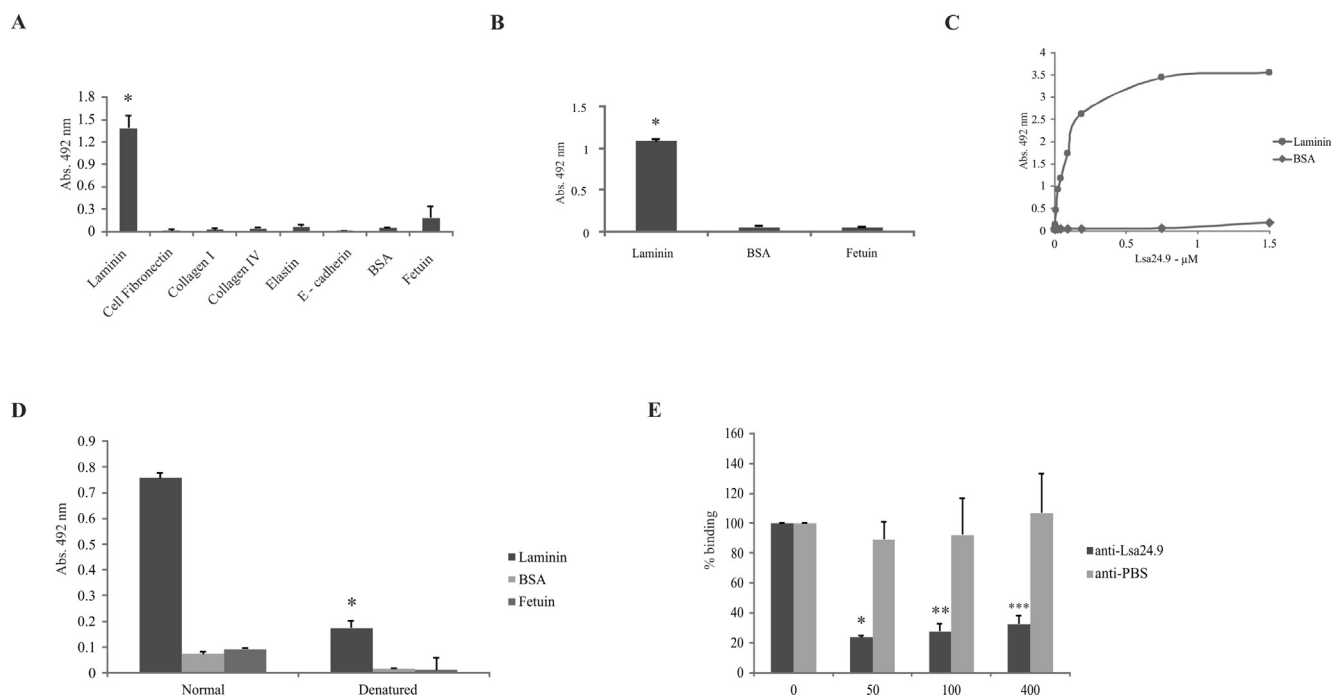 A
Abs. 492 nm
1.8
1.5
1.2
0.9
0.6
0.3
0
*
Laminin
Cell Fibronectin
Collagen I
Collagen IV
Elastin
E - cadherin
BSA
Fetuin
B
Abs. 492 nm
1.5
1
0.5
0
*
Laminin
BSA
Fetuin
C
Abs. 492 nm
4
3.5
3
2.5
2
1.5
1
0.5
0
0
0.5
1
1.5
Lsa24.9 - µM
Laminin
BSA
D
Abs. 492 nm
0.9
0.8
0.7
0.6
0.5
0.4
0.3
0.2
0.1
0
*
Normal
Denatured
Laminin
BSA
Fetuin
E
% binding
160
140
120
100
80
60
40
20
0
*
**
***
0
50
100
400
anti-Lsa24.9
anti-PBS